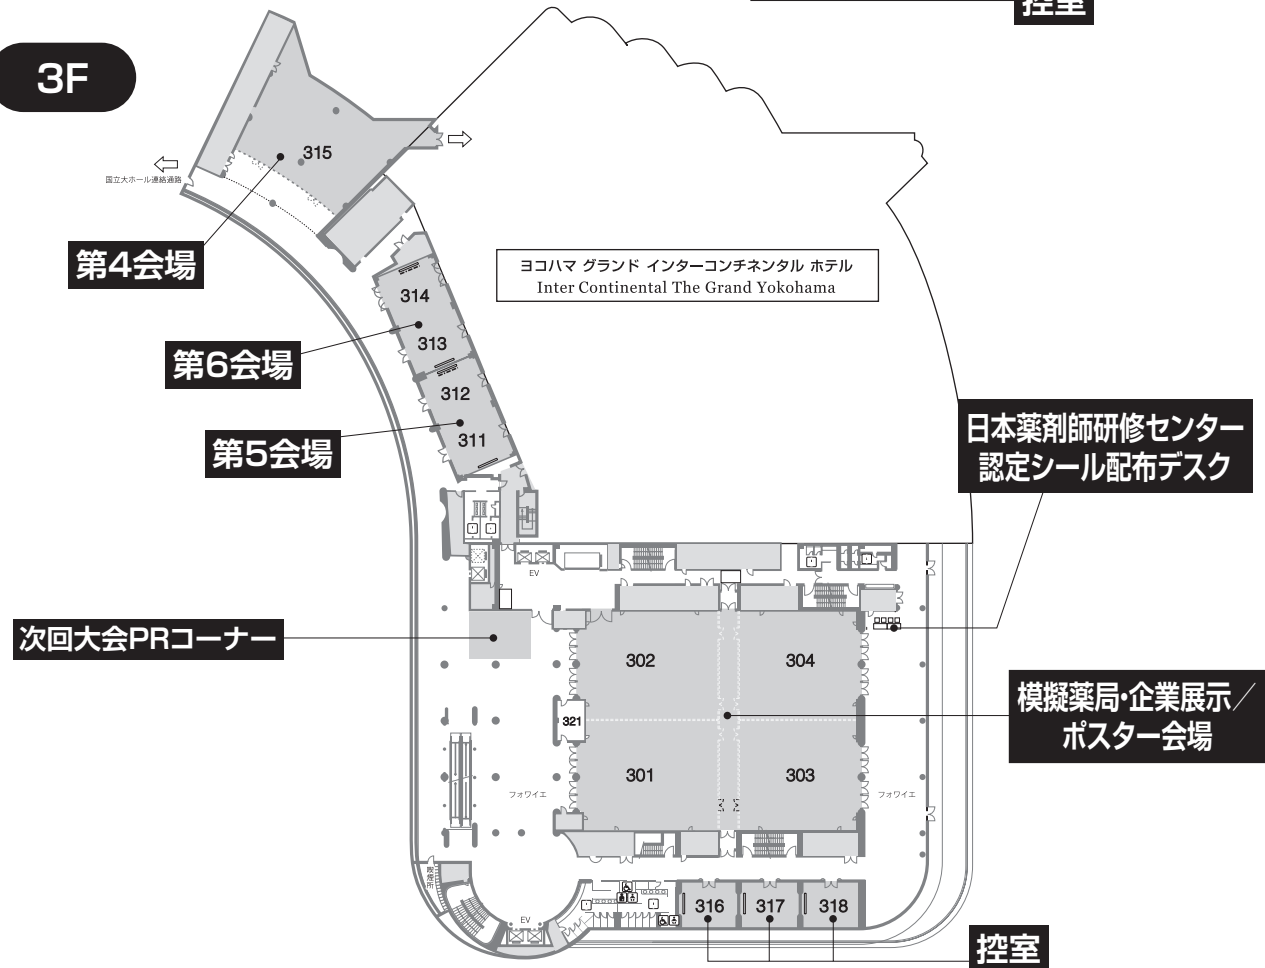 控室
3F
315
国立大ホール連絡通路
第4会場
ヨコハマ グランド インターコンチネンタル ホテル
Inter Continental The Grand Yokohama
314
313
第6会場
312
311
第5会場
日本薬剤師研修センター
認定シール配布デスク
EV
次回大会PRコーナー
302
304
模擬薬局・企業展示／
ポスター会場
321
301
303
フォワイエ
フォワイエ
喫煙所
EV
316
317
318
控室